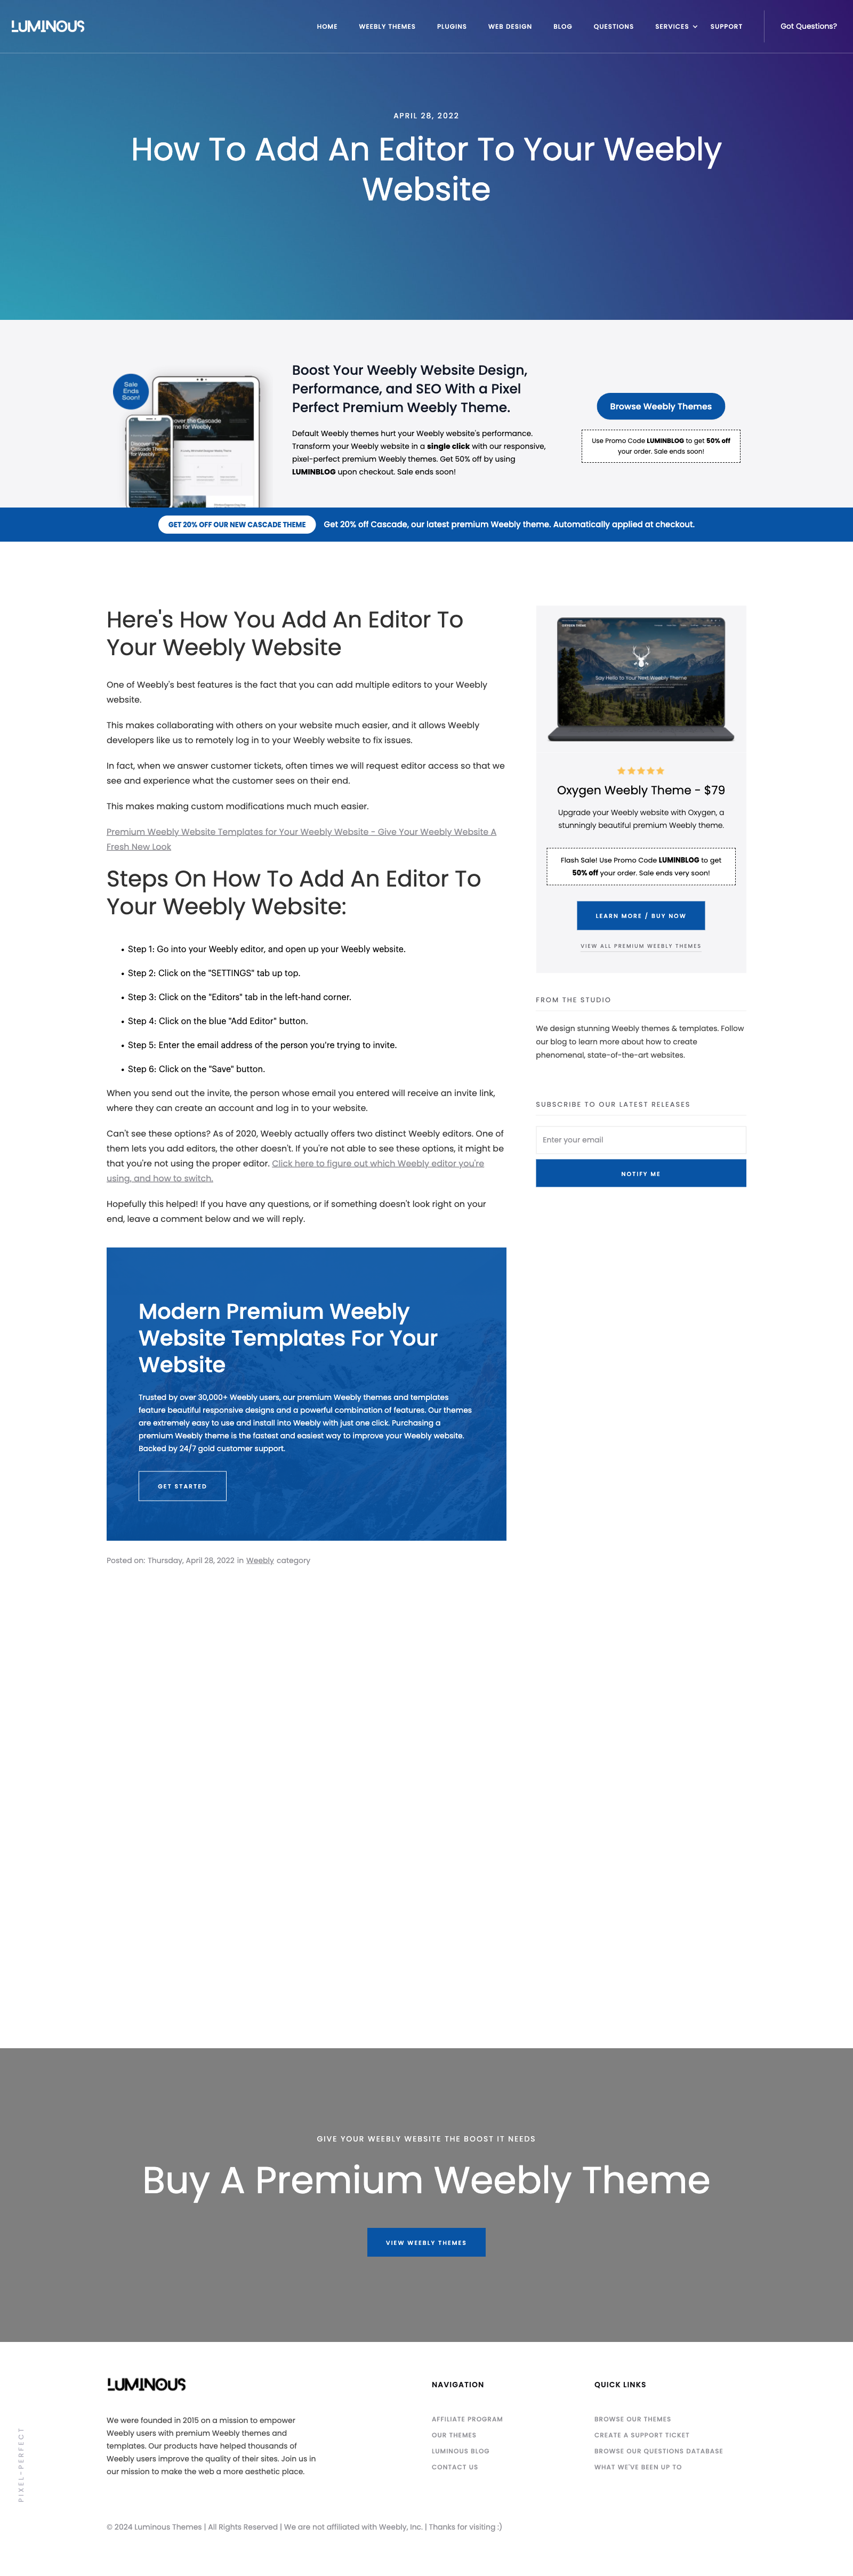 LUMINOUS
HOME WEEBLY THEMES PLUGINS WEB DESIGN BLOG QUESTIONS SERVICES SUPPORT Got Questions?
APRIL 28, 2022
How To Add An Editor To Your Weebly
Website
Sale
Ends
Soon!
Boost Your Weebly Website Design,
Performance, and SEO With a Pixel
Perfect Premium Weebly Theme.
Default Weebly themes hurt your Weebly website's performance.
Transform your Weebly website in a single click with our responsive,
pixel-perfect premium Weebly themes. Get 50% off by using
LUMINBLOG upon checkout. Sale ends soon!
Browse Weebly Themes
Use Promo Code LUMINBLOG to get 50% off
your order. Sale ends soon!
GET 20% OFF OUR NEW CASCADE THEME Get 20% off Cascade, our latest premium Weebly theme. Automatically applied at checkout.
Here's How You Add An Editor To
Your Weebly Website
One of Weebly's best features is the fact that you can add multiple editors to your Weebly
website.
This makes collaborating with others on your website much easier, and it allows Weebly
developers like us to remotely log in to your Weebly website to fix issues.
In fact, when we answer customer tickets, often times we will request editor access so that we
see and experience what the customer sees on their end.
This makes making custom modifications much much easier.
Premium Weebly Website Templates for Your Weebly Website - Give Your Weebly Website A
Fresh New Look
Steps On How To Add An Editor To
Your Weebly Website:
• Step 1: Go into your Weebly editor, and open up your Weebly website.
• Step 2: Click on the "SETTINGS" tab up top.
• Step 3: Click on the "Editors" tab in the left-hand corner.
• Step 4: Click on the blue "Add Editor" button.
• Step 5: Enter the email address of the person you're trying to invite.
• Step 6: Click on the "Save" button.
When you send out the invite, the person whose email you entered will receive an invite link,
where they can create an account and log in to your website.
Can't see these options? As of 2020, Weebly actually offers two distinct Weebly editors. One of
them lets you add editors, the other doesn't. If you're not able to see these options, it might be
that you're not using the proper editor. Click here to figure out which Weebly editor you're
using, and how to switch.
Hopefully this helped! If you have any questions, or if something doesn't look right on your
end, leave a comment below and we will reply.
Modern Premium Weebly
Website Templates For Your
Website
Trusted by over 30,000+ Weebly users, our premium Weebly themes and templates
feature beautiful responsive designs and a powerful combination of features. Our themes
are extremely easy to use and install into Weebly with just one click. Purchasing a
premium Weebly theme is the fastest and easiest way to improve your Weebly website.
Backed by 24/7 gold customer support.
GET STARTED
Posted on: Thursday, April 28, 2022 in Weebly category
Say Hello to Your Next Weebly Theme
Oxygen Weebly Theme - $79
Upgrade your Weebly website with Oxygen, a
stunningly beautiful premium Weebly theme.
Flash Sale! Use Promo Code LUMINBLOG to get
50% off your order. Sale ends very soon!
LEARN MORE / BUY NOW
VIEW ALL PREMIUM WEEBLY THEMES
FROM THE STUDIO
We design stunning Weebly themes & templates. Follow
our blog to learn more about how to create
phenomenal, state-of-the-art websites.
SUBSCRIBE TO OUR LATEST RELEASES
Enter your email
NOTIFY ME
GIVE YOUR WEEBLY WEBSITE THE BOOST IT NEEDS
Buy A Premium Weebly Theme
VIEW WEEBLY THEMES
LUMINOUS
We were founded in 2015 on a mission to empower
Weebly users with premium Weebly themes and
templates. Our products have helped thousands of
Weebly users improve the quality of their sites. Join us in
our mission to make the web a more aesthetic place.
NAVIGATION
AFFILIATE PROGRAM
OUR THEMES
LUMINOUS BLOG
CONTACT US
QUICK LINKS
BROWSE OUR THEMES
CREATE A SUPPORT TICKET
BROWSE OUR QUESTIONS DATABASE
WHAT WE'VE BEEN UP TO
PIXEL-PERFECT
© 2024 Luminous Themes | All Rights Reserved | We are not affiliated with Weebly, Inc. | Thanks for visiting :)